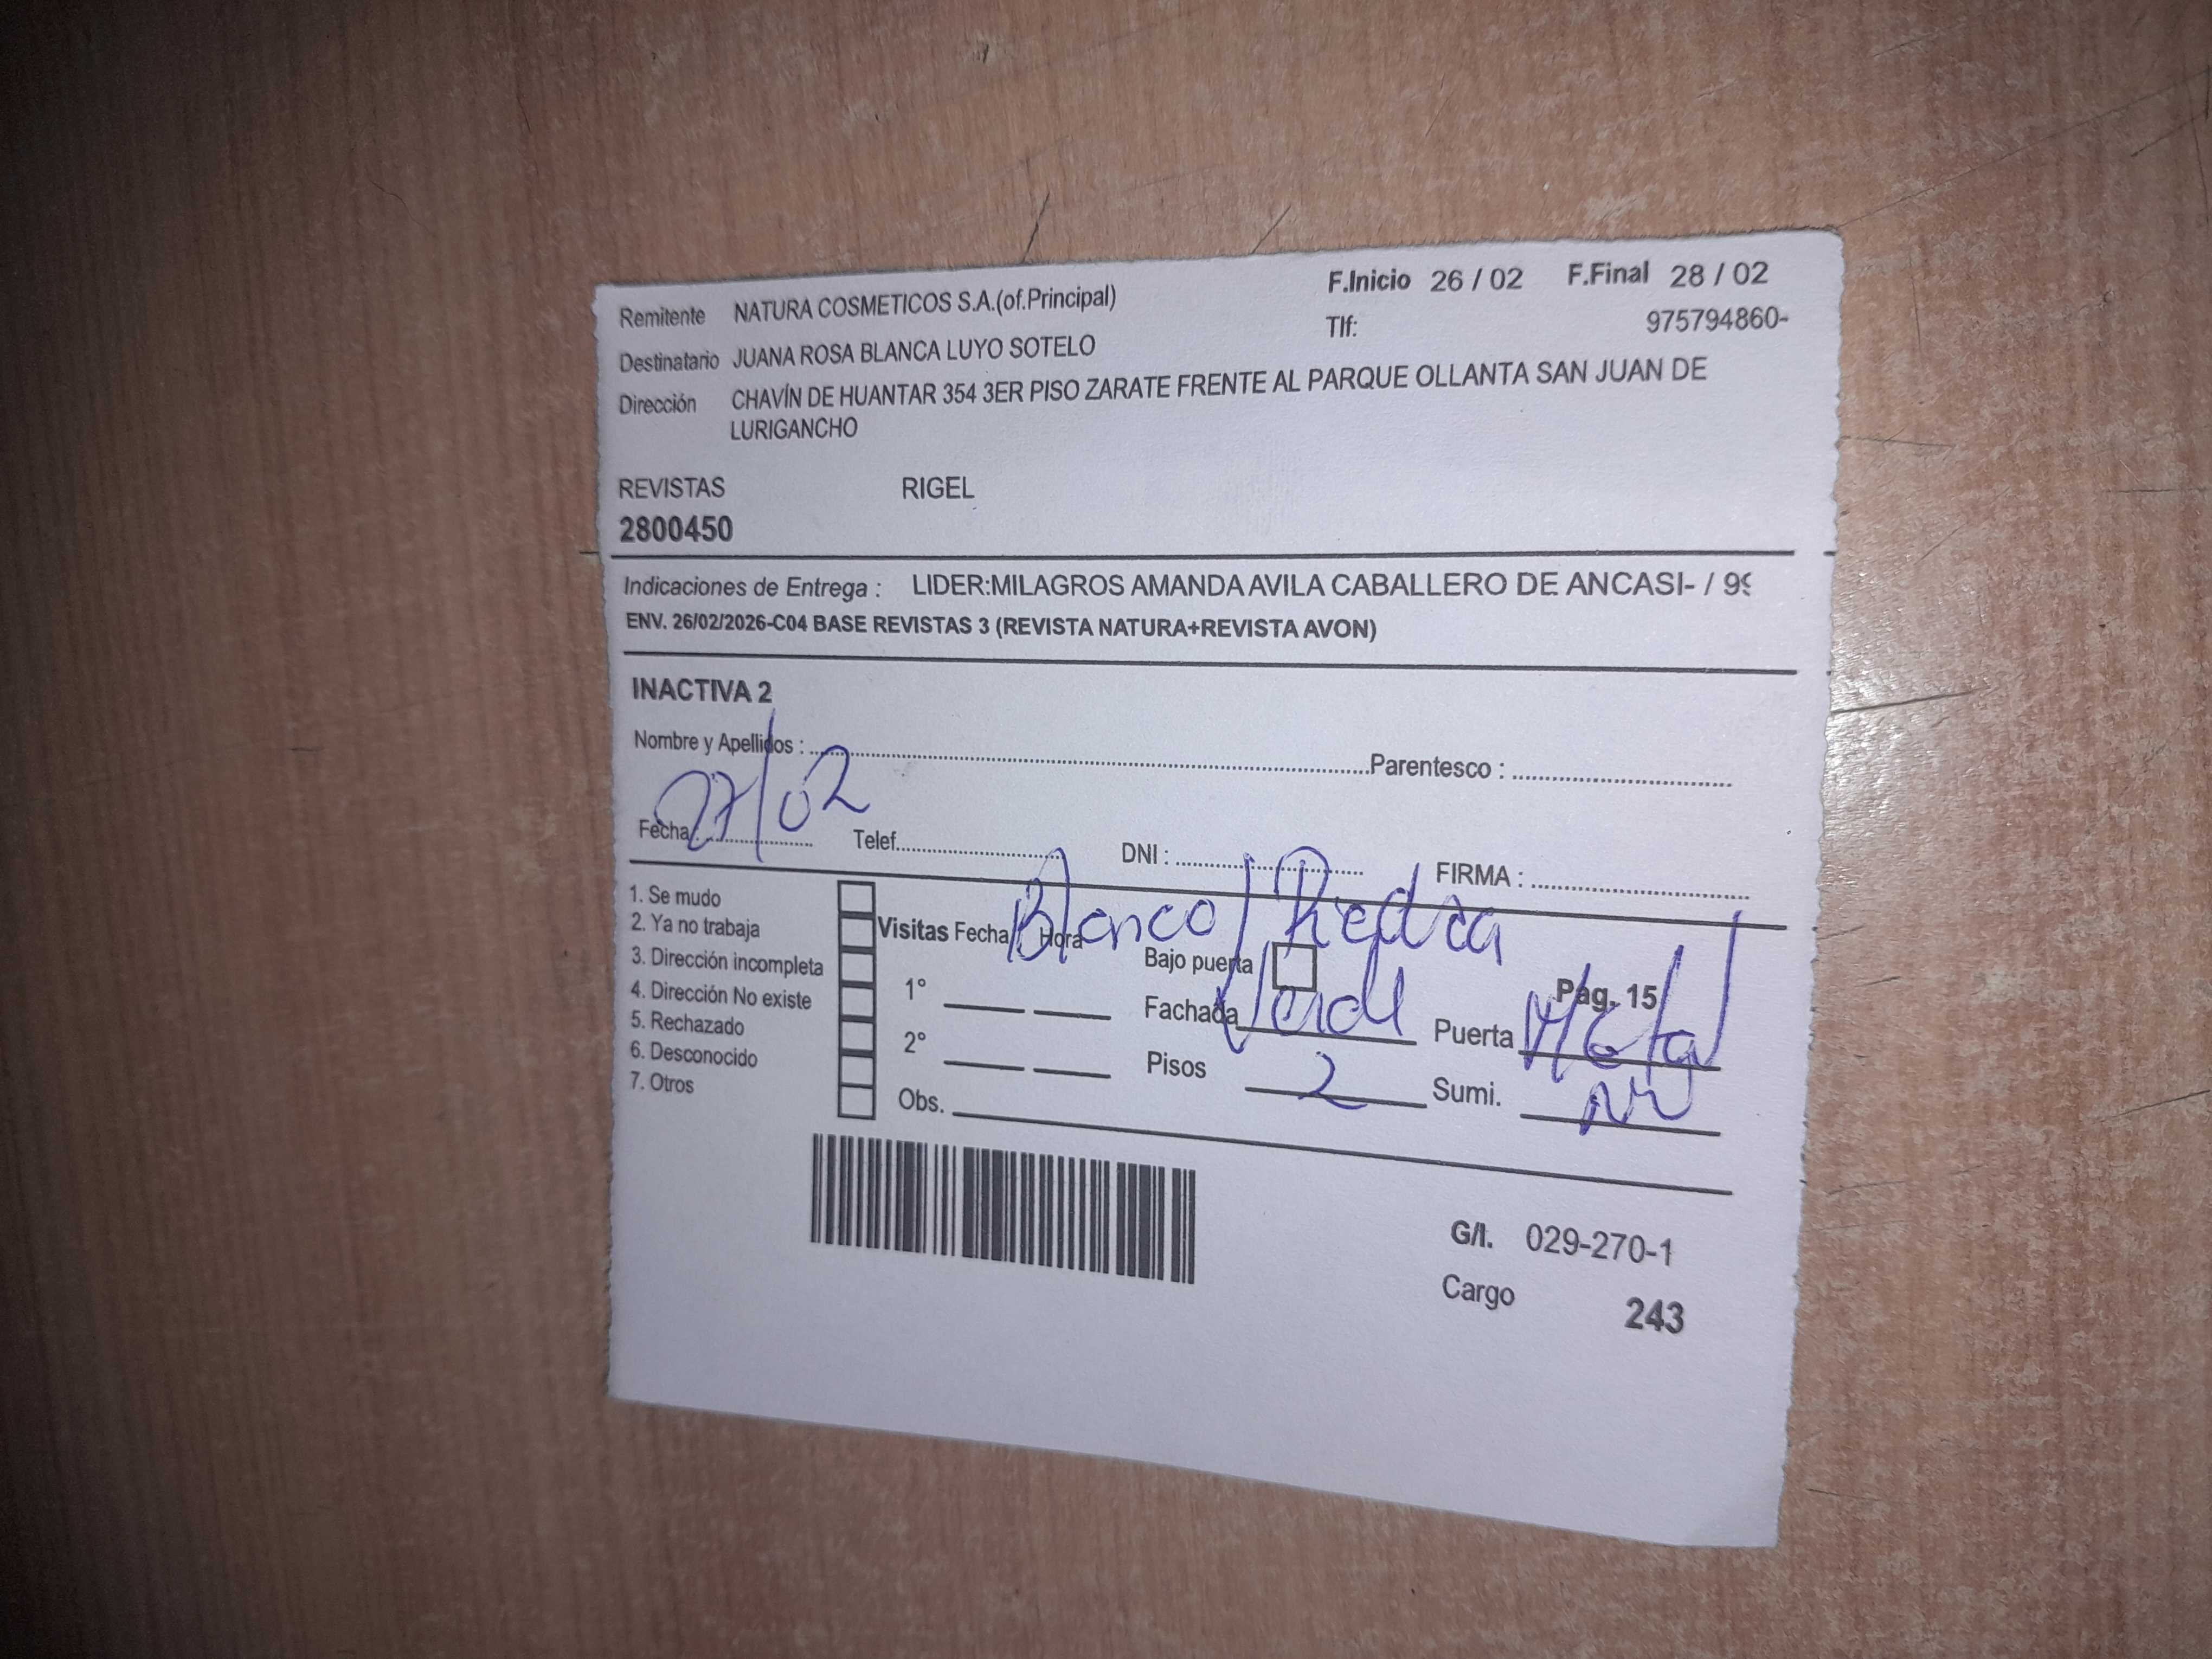 Remitente NATURA COSMETICOS S.A.(of.Principal) F.Inicio 26 / 02 F.Final 28 / 02
Tlf: 975794860-
Destinatario JUANA ROSA BLANCA LUYO SOTELO
Dirección CHAVÍN DE HUANTAR 354 3ER PISO ZARATE FRENTE AL PARQUE OLLANTA SAN JUAN DE
LURIGANCHO
REVISTAS RIGEL
2800450
Indicaciones de Entrega : LIDER:MILAGROS AMANDA AVILA CABALLERO DE ANCASI- / 99
ENV. 26/02/2026-C04 BASE REVISTAS 3 (REVISTA NATURA+REVISTA AVON)
INACTIVA 2
Nombre y Apellidos : Parentesco :
Fecha: 27/02 Telef. DNI : FIRMA :
Blanco/Piedra
1. Se mudo
2. Ya no trabaja
3. Dirección incompleta
4. Dirección No existe
5. Rechazado
6. Desconocido
7. Otros
Visitas Fecha Hora
1°
2°
Obs.
Bajo puerta Pag. 15
Fachada Verde Puerta Metal
Pisos 2 Sumi.
G/I. 029-270-1
Cargo 243